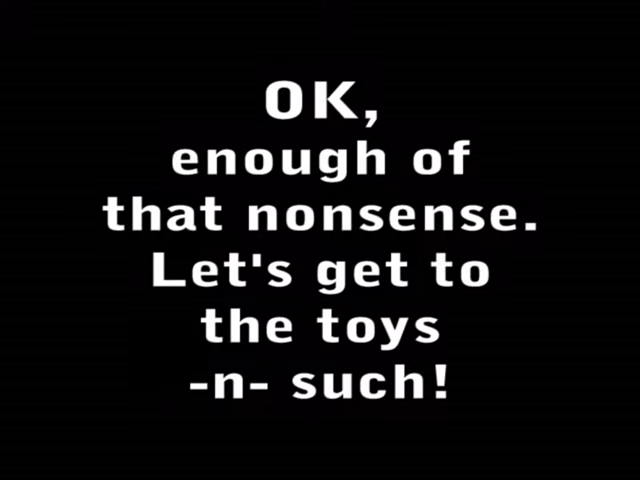 OK,
enough of
that nonsense.
Let's get to
the toys
-n- such!